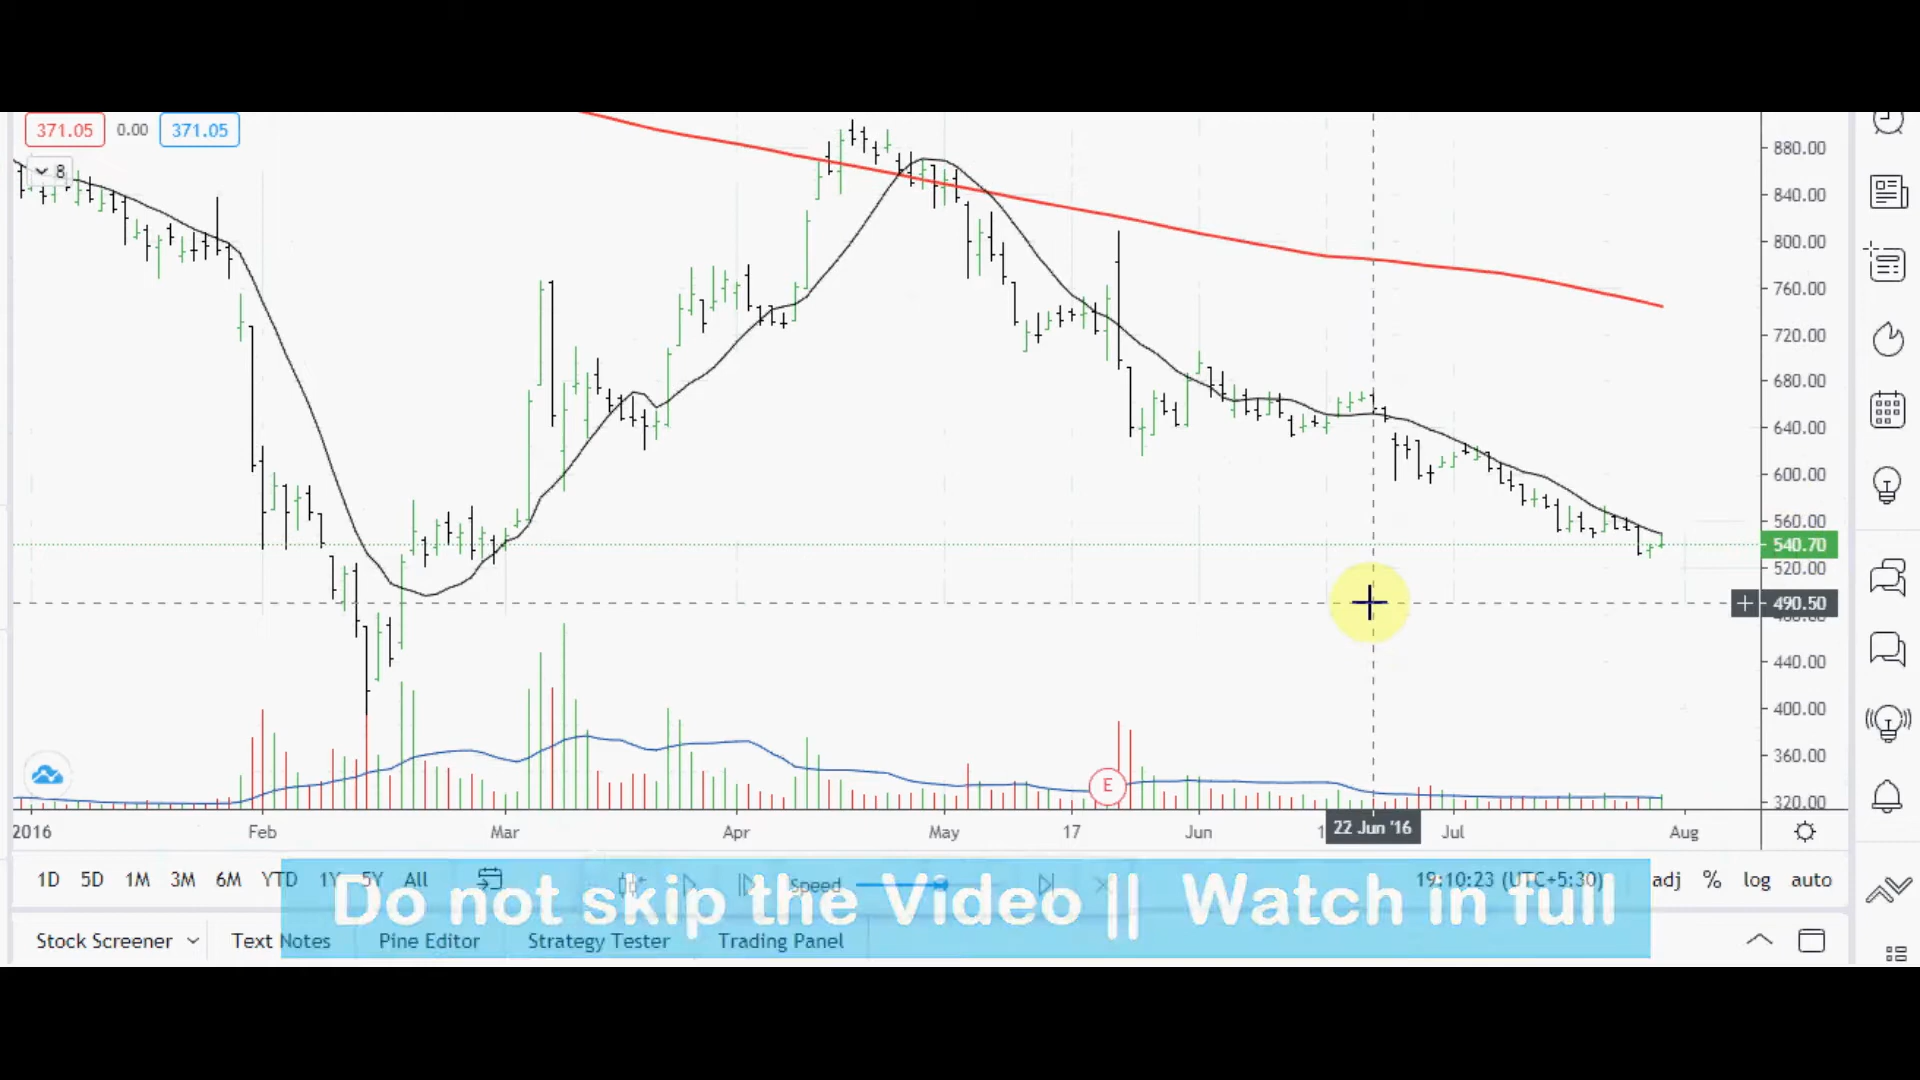 371.05 0.00 371.05
8
880.00
840.00
800.00
760.00
720.00
680.00
640.00
600.00
560.00
540.70
520.00
490.50
440.00
400.00
360.00
320.00
E
2016 Feb Mar Apr May 17 Jun 22 Jun '16 Jul Aug
1D 5D 1M 3M 6M YTD 1Y 5Y All Speed 19:10:23 (UTC+5:30) adj % log auto
Do not skip the Video || Watch in full
Stock Screener Text Notes Pine Editor Strategy Tester Trading Panel